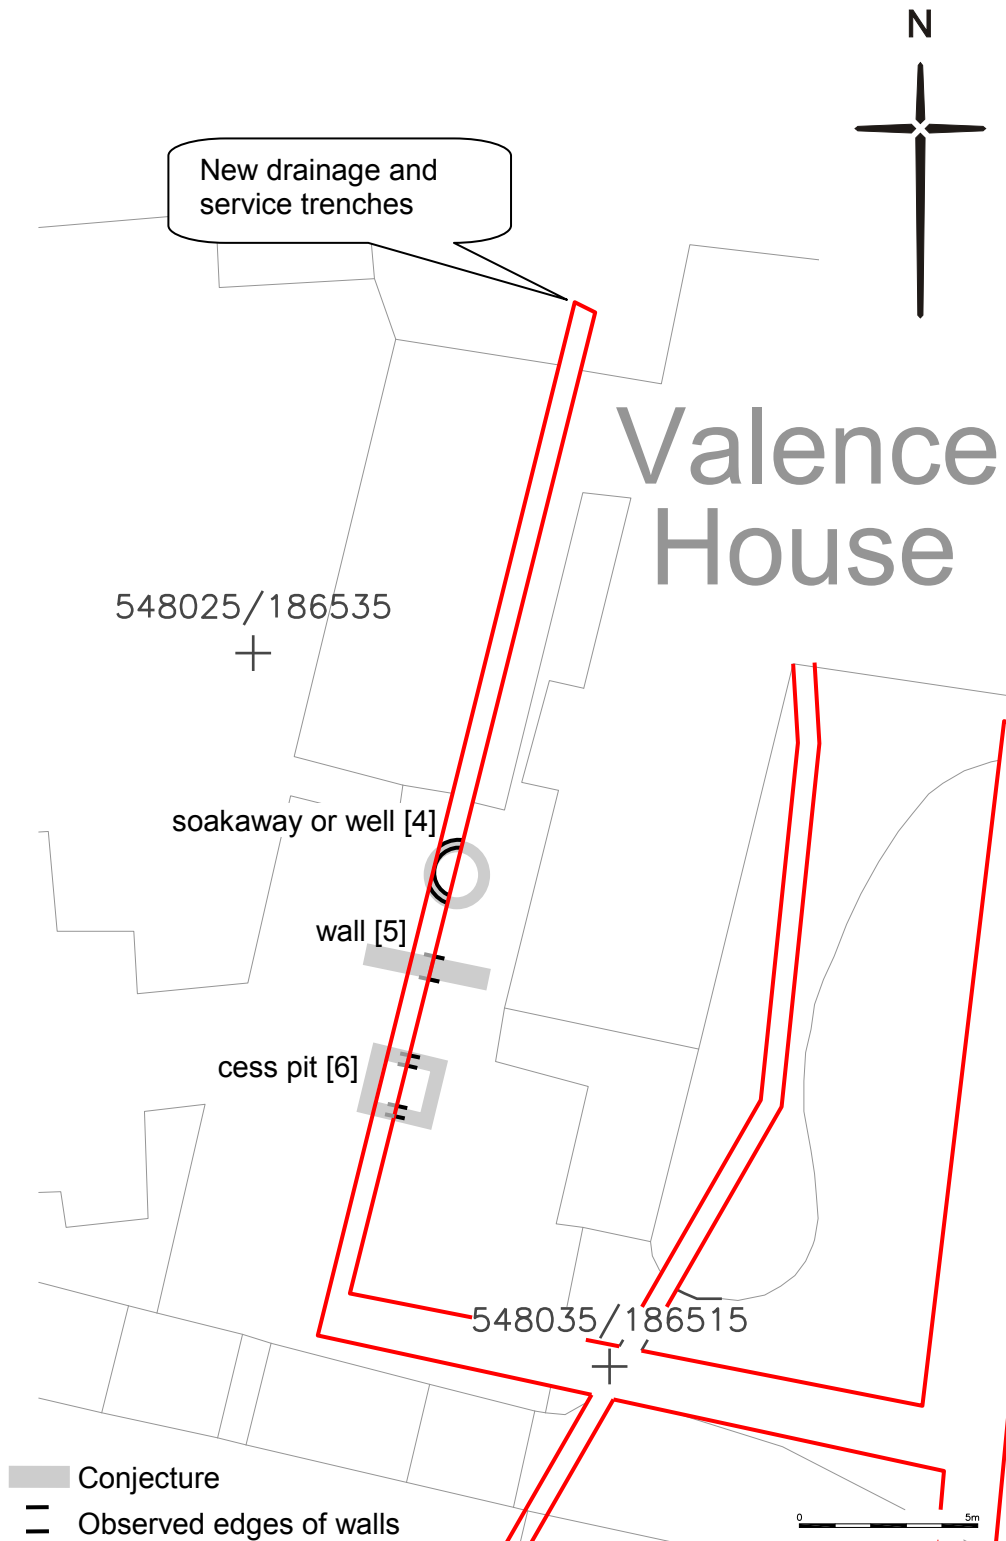 N
New drainage and
service trenches
Valence
House
548025/186535
soakaway or well [4]
wall [5]
cess pit [6]
548035/186515
Conjecture
Observed edges of walls
0 5m